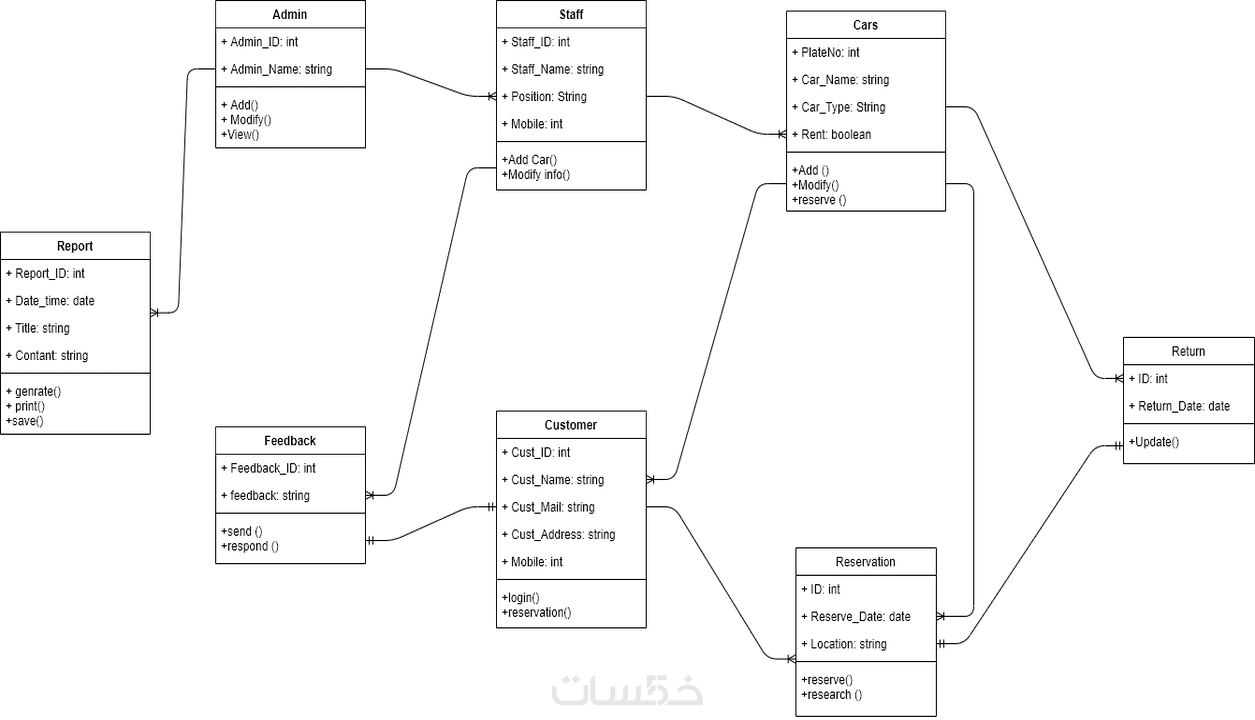 Admin
+ Admin_ID: int
+ Admin_Name: string
+ Add()
+ Modify()
+View()
Staff
+ Staff_ID: int
+ Staff_Name: string
+ Position: String
+ Mobile: int
+Add Car()
+Modify info()
Cars
+ PlateNo: int
+ Car_Name: string
+ Car_Type: String
+ Rent: boolean
+Add ()
+Modify()
+reserve ()
Report
+ Report_ID: int
+ Date_time: date
+ Title: string
+ Contant: string
+ genrate()
+ print()
+save()
Return
+ ID: int
+ Return_Date: date
+Update()
Feedback
+ Feedback_ID: int
+ feedback: string
+send ()
+respond ()
Customer
+ Cust_ID: int
+ Cust_Name: string
+ Cust_Mail: string
+ Cust_Address: string
+ Mobile: int
+login()
+reservation()
Reservation
+ ID: int
+ Reserve_Date: date
+ Location: string
+reserve()
+research ()
خمسات